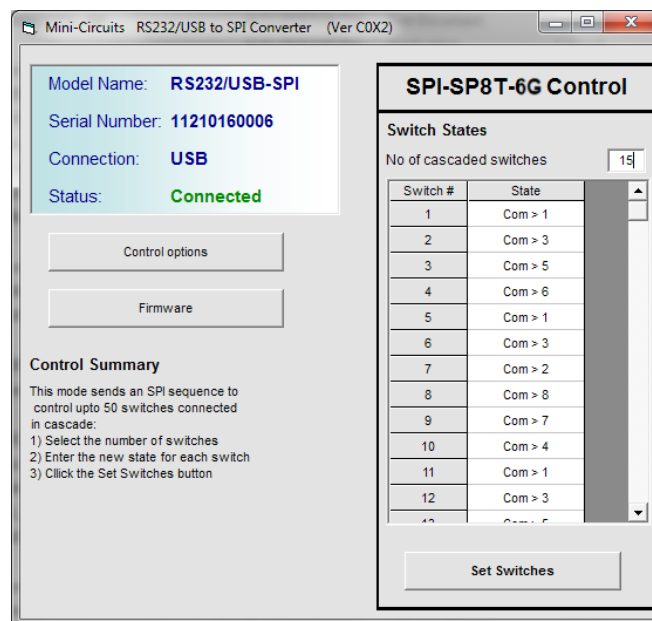 Mini-Circuits RS232/USB to SPI Converter (Ver C0X2)
Model Name: RS232/USB-SPI
Serial Number: 11210160006
Connection: USB
Status: Connected
Control options
Firmware
Control Summary
This mode sends an SPI sequence to
control upto 50 switches connected
in cascade:
1) Select the number of switches
2) Enter the new state for each switch
3) Cllick the Set Switches button
SPI-SP8T-6G Control
Switch States
No of cascaded switches 15
Switch # State
1 Com > 1
2 Com > 3
3 Com > 5
4 Com > 6
5 Com > 1
6 Com > 3
7 Com > 2
8 Com > 8
9 Com > 7
10 Com > 4
11 Com > 1
12 Com > 3
Set Switches